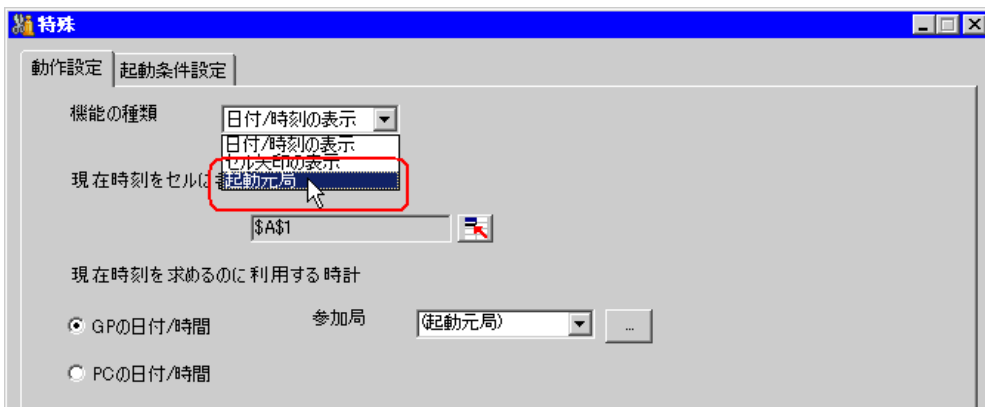 特殊
動作設定 起動条件設定
機能の種類 日付/時刻の表示
日付/時刻の表示
セル矢印の表示
現在時刻をセルに書 起動元局
$A$1
現在時刻を求めるのに利用する時計
GPの日付/時間 参加局 (起動元局) ...
PCの日付/時間